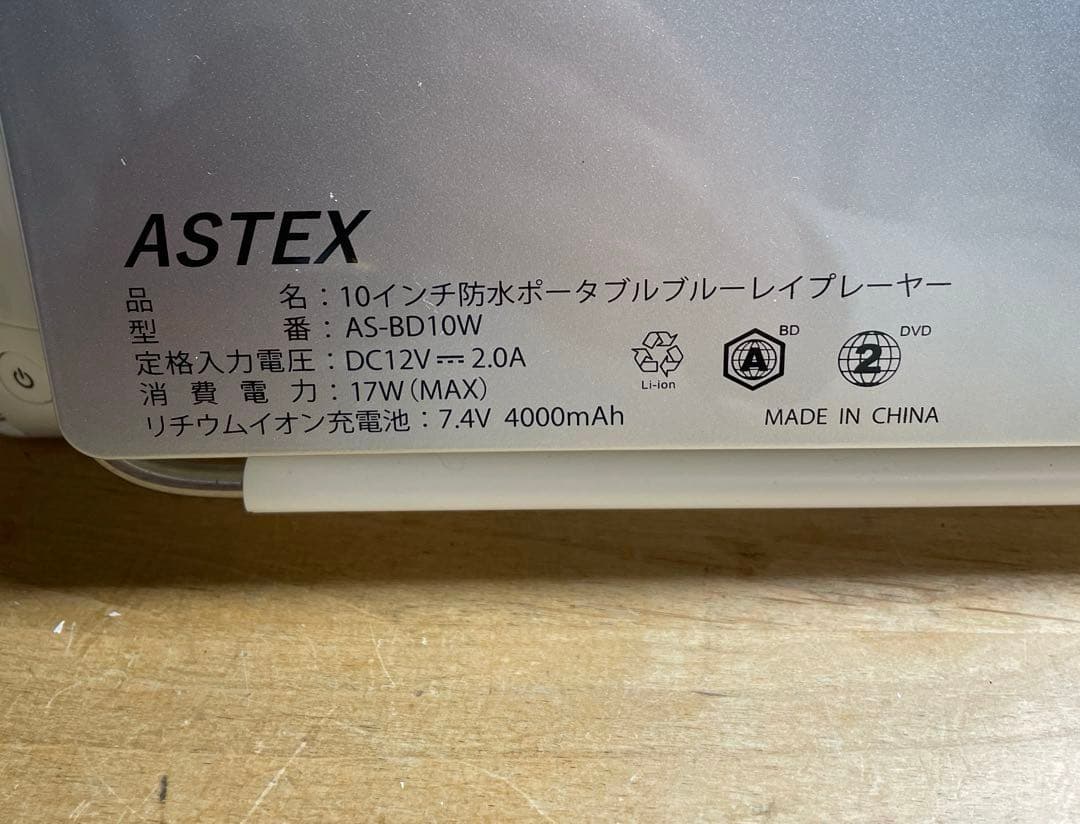 ASTEX
品名：10インチ防水ポータブルブルーレイプレーヤー
型番：AS-BD10W
定格入力電圧：DC12V⎓2.0A
消費電力：17W(MAX)
リチウムイオン充電池：7.4V 4000mAh
Li-ion
A BD
2 DVD
MADE IN CHINA